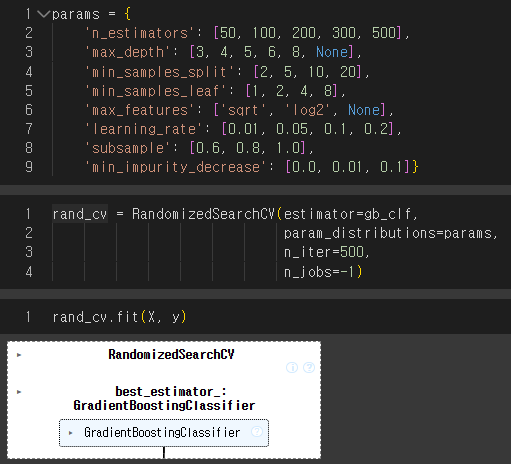 1 params = {
2 'n_estimators': [50, 100, 200, 300, 500],
3 'max_depth': [3, 4, 5, 6, 8, None],
4 'min_samples_split': [2, 5, 10, 20],
5 'min_samples_leaf': [1, 2, 4, 8],
6 'max_features': ['sqrt', 'log2', None],
7 'learning_rate': [0.01, 0.05, 0.1, 0.2],
8 'subsample': [0.6, 0.8, 1.0],
9 'min_impurity_decrease': [0.0, 0.01, 0.1]}
1 rand_cv = RandomizedSearchCV(estimator=gb_clf,
2 param_distributions=params,
3 n_iter=500,
4 n_jobs=-1)
1 rand_cv.fit(X, y)
RandomizedSearchCV
i ?
best_estimator_:
GradientBoostingClassifier
GradientBoostingClassifier